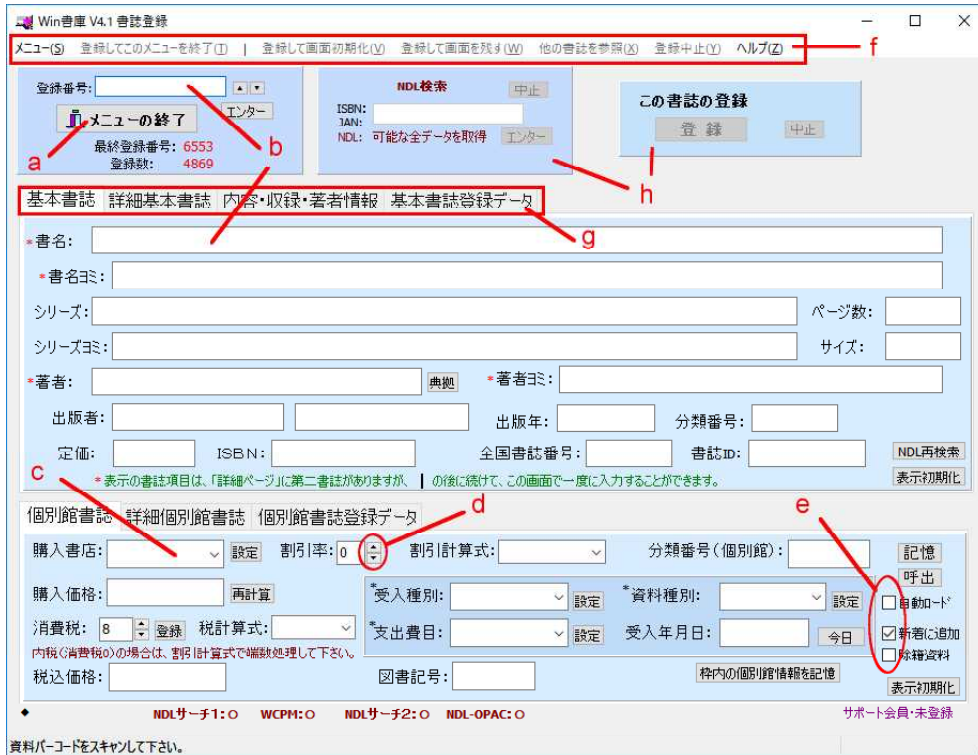 Win書庫 V4.1 書誌登録
メニュー(S) 登録してこのメニューを終了(T) | 登録して画面初期化(V) 登録して画面を残す(W) 他の書誌を参照(X) 登録中止(Y) ヘルプ(Z) f
登録番号: エンター
メニューの終了
a b
最終登録番号: 6553
登録数: 4869
NDL検索 中止
ISBN:
JAN:
NDL: 可能な全データを取得 エンター
この書誌の登録
登 録 中止
h
基本書誌 詳細基本書誌 内容・収録・著者情報 基本書誌登録データ
g
*書名:
*書名ヨミ:
シリーズ: ページ数:
シリーズヨミ: サイズ:
*著者: 典拠 *著者ヨミ:
出版者: 出版年: 分類番号:
定価: ISBN: 全国書誌番号: 書誌ID: NDL再検索
c
*表示の書誌項目は、「詳細ページ」に第二書誌がありますが、 | の後に続けて、この画面で一度に入力することができます。 表示初期化
個別館書誌 詳細個別館書誌 個別館書誌登録データ d e
購入書店: 設定 割引率: 0 割引計算式: 分類番号(個別館): 記憶
呼出
購入価格: 再計算 *受入種別: 設定 *資料種別: 設定 自動ロード
消費税: 8 登録 税計算式: *支出費目: 設定 受入年月日: 今日 新着に追加
内税(消費税0)の場合は、割引計算式で端数処理して下さい。 除籍資料
税込価格: 図書記号: 枠内の個別館情報を記憶 表示初期化
◆ NDLサーチ1:O WCPM:O NDLサーチ2:O NDL-OPAC:O サポート会員・未登録
資料バーコードをスキャンして下さい。